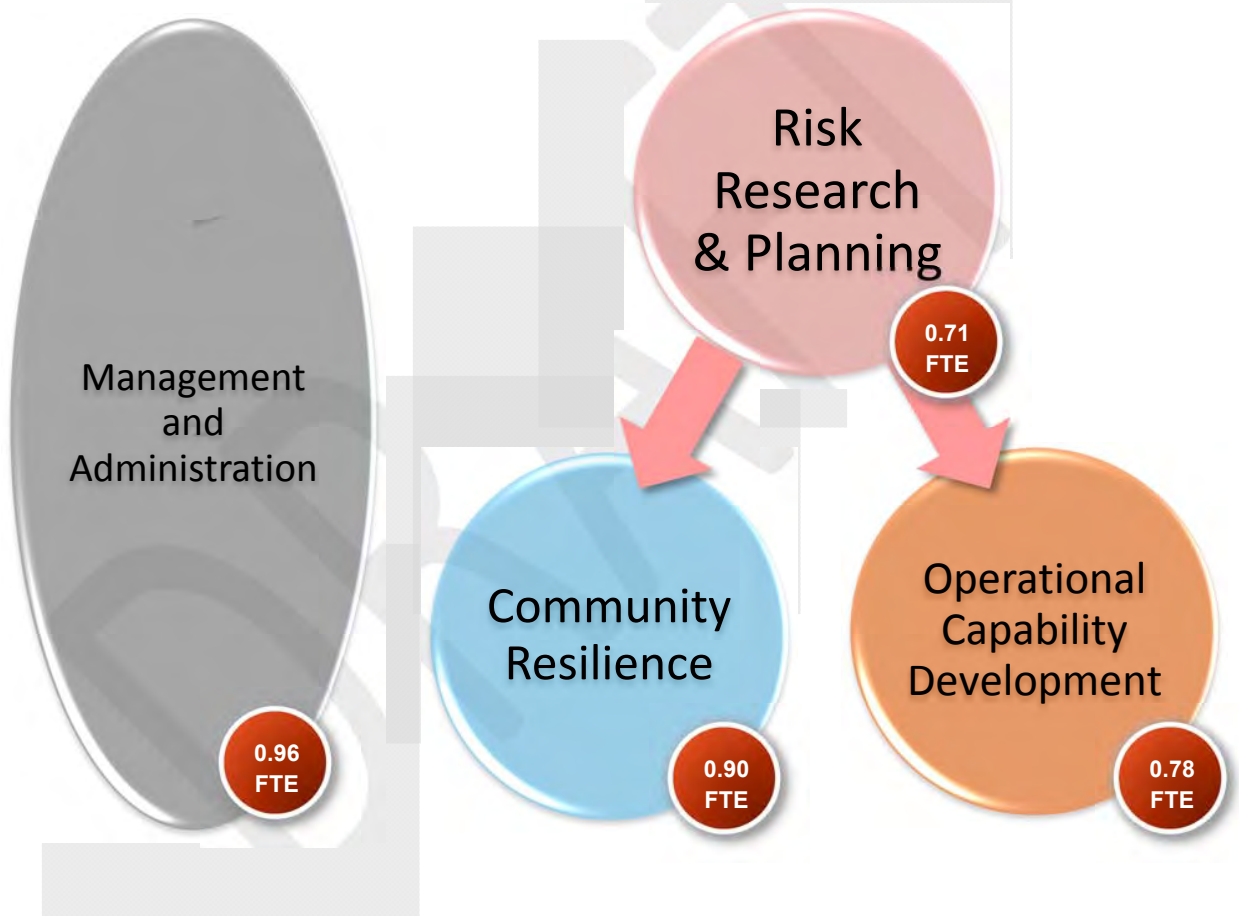 Management
and
Administration
0.96
FTE
Risk
Research
& Planning
0.71
FTE
Community
Resilience
0.90
FTE
Operational
Capability
Development
0.78
FTE